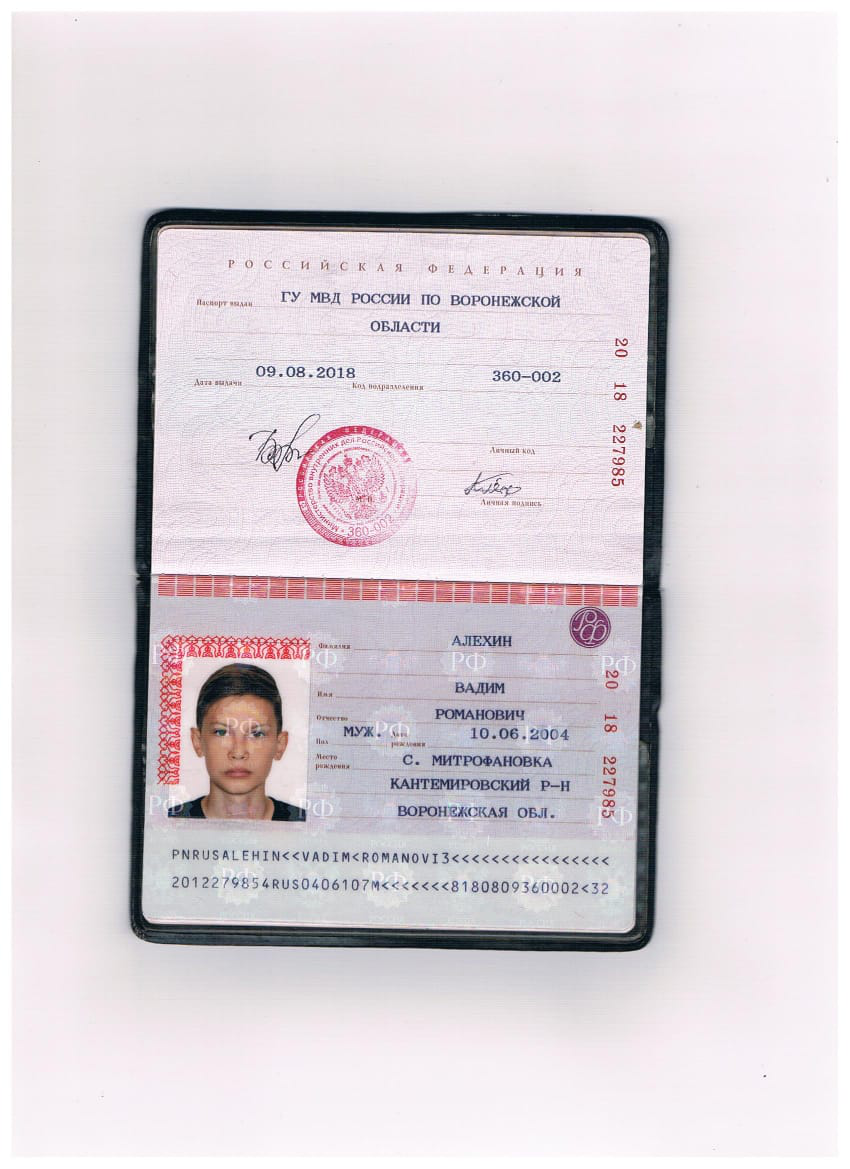 РОССИЙСКАЯ ФЕДЕРАЦИЯ
Паспорт выдан ГУ МВД РОССИИ ПО ВОРОНЕЖСКОЙ
ОБЛАСТИ
Дата выдачи 09.08.2018 Код подразделения 360-002
20 18 227985
Личный код
Личная подпись
РОССИЙСКАЯ ФЕДЕРАЦИЯ
Министерство внутренних дел Российской
М.П.
360-002
РФ
Фамилия АЛЕХИН
Имя ВАДИМ
Отчество РОМАНОВИЧ
Пол МУЖ. Дата рождения 10.06.2004
Место рождения С. МИТРОФАНОВКА
КАНТЕМИРОВСКИЙ Р-Н
ВОРОНЕЖСКАЯ ОБЛ.
20 18 227985
PNRUSALEHIN<<VADIM<ROMANOVI3<<<<<<<<<<<<<<<<
2012279854RUS0406107M<<<<<<<8180809360002<32